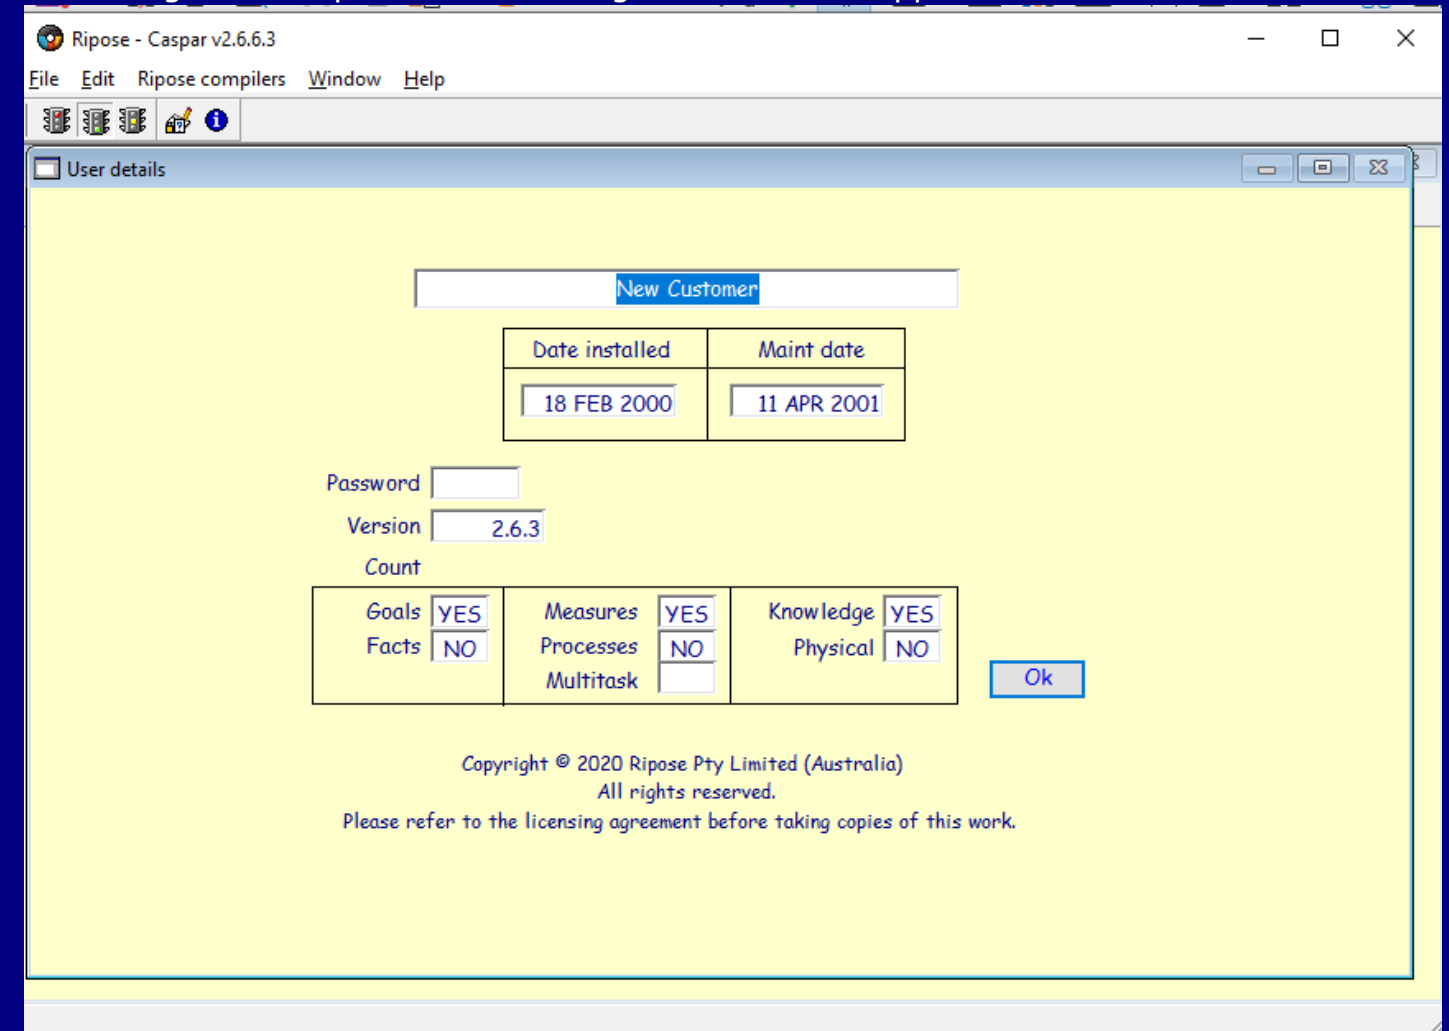 Ripose - Caspar v2.6.6.3
File Edit Ripose compilers Window Help
User details
New Customer
Date installed Maint date
18 FEB 2000 11 APR 2001
Password
Version 2.6.3
Count
Goals YES Measures YES Knowledge YES
Facts NO Processes NO Physical NO
Multitask
Ok
Copyright © 2020 Ripose Pty Limited (Australia)
All rights reserved.
Please refer to the licensing agreement before taking copies of this work.